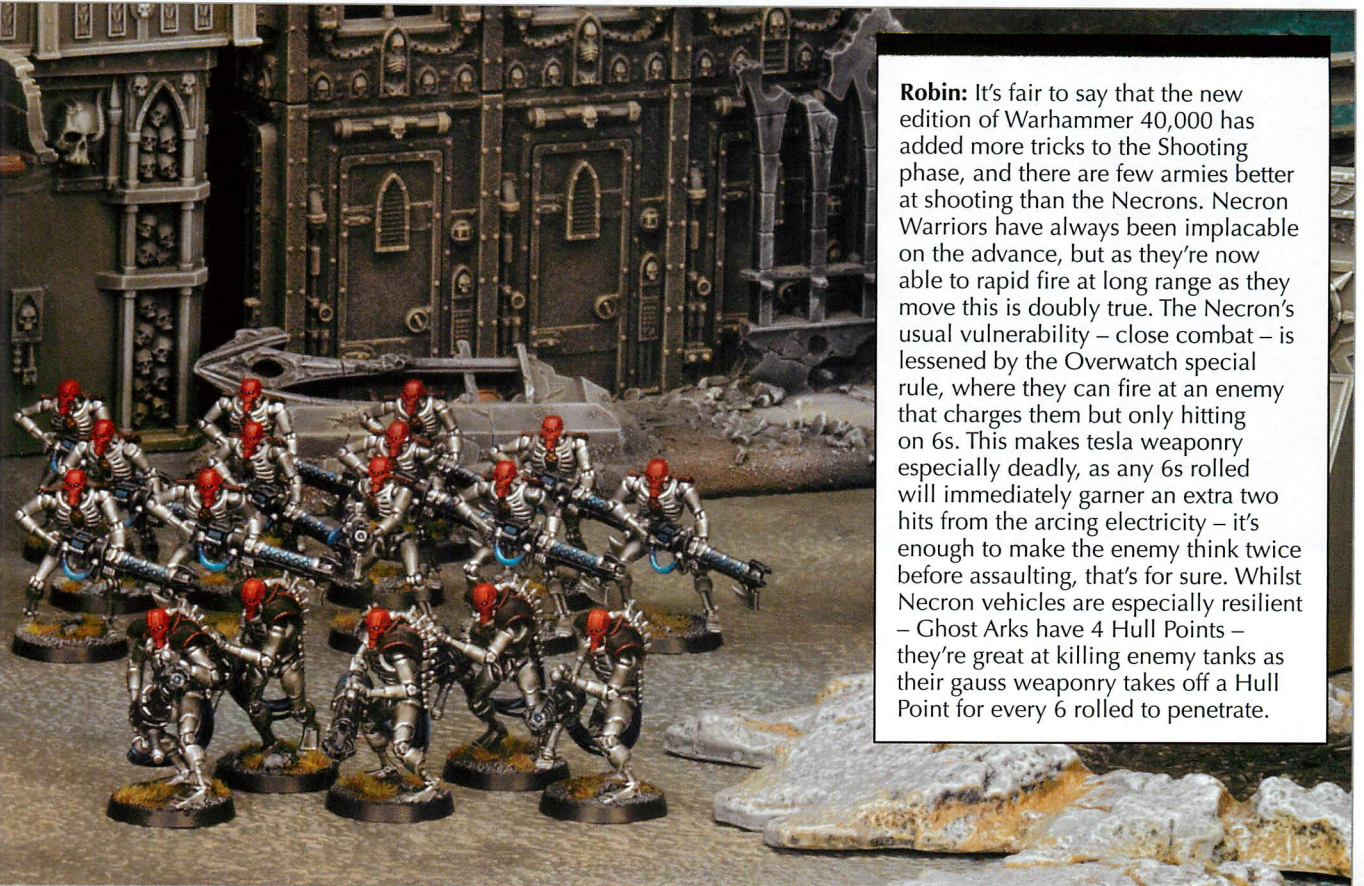 Robin: It's fair to say that the new
edition of Warhammer 40,000 has
added more tricks to the Shooting
phase, and there are few armies better
at shooting than the Necrons. Necron
Warriors have always been implacable
on the advance, but as they're now
able to rapid fire at long range as they
move this is doubly true. The Necron's
usual vulnerability – close combat – is
lessened by the Overwatch special
rule, where they can fire at an enemy
that charges them but only hitting
on 6s. This makes tesla weaponry
especially deadly, as any 6s rolled
will immediately garner an extra two
hits from the arcing electricity – it's
enough to make the enemy think twice
before assaulting, that's for sure. Whilst
Necron vehicles are especially resilient
– Ghost Arks have 4 Hull Points –
they're great at killing enemy tanks as
their gauss weaponry takes off a Hull
Point for every 6 rolled to penetrate.